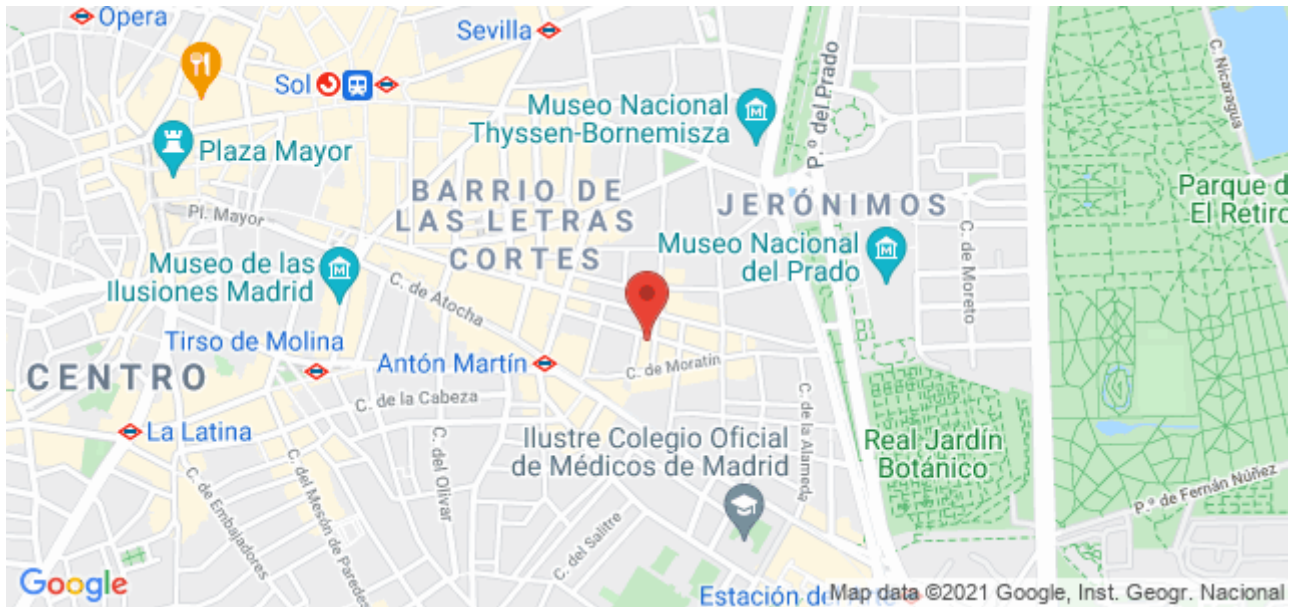 Opera
Sevilla
Sol
Museo Nacional
Thyssen-Bornemisza
P.º del Prado
C. Nicaragua
Plaza Mayor
BARRIO DE
LAS LETRAS
CORTES
JERÓNIMOS
Parque d
El Retiro
Pl. Mayor
Museo de las
Ilusiones Madrid
C. de Atocha
Museo Nacional
del Prado
C. de Moreto
Tirso de Molina
Antón Martín
C. de Moratín
CENTRO
C. de la Cabeza
La Latina
C. del Olivar
Ilustre Colegio Oficial
de Médicos de Madrid
C. de la Alameda
Real Jardín
Botánico
C. de Embajadores
C. del Mesón de Paredes
C. del Salitre
P.º de Fernán Núñez
Google
Estación del
Map data ©2021 Google, Inst. Geogr. Nacional